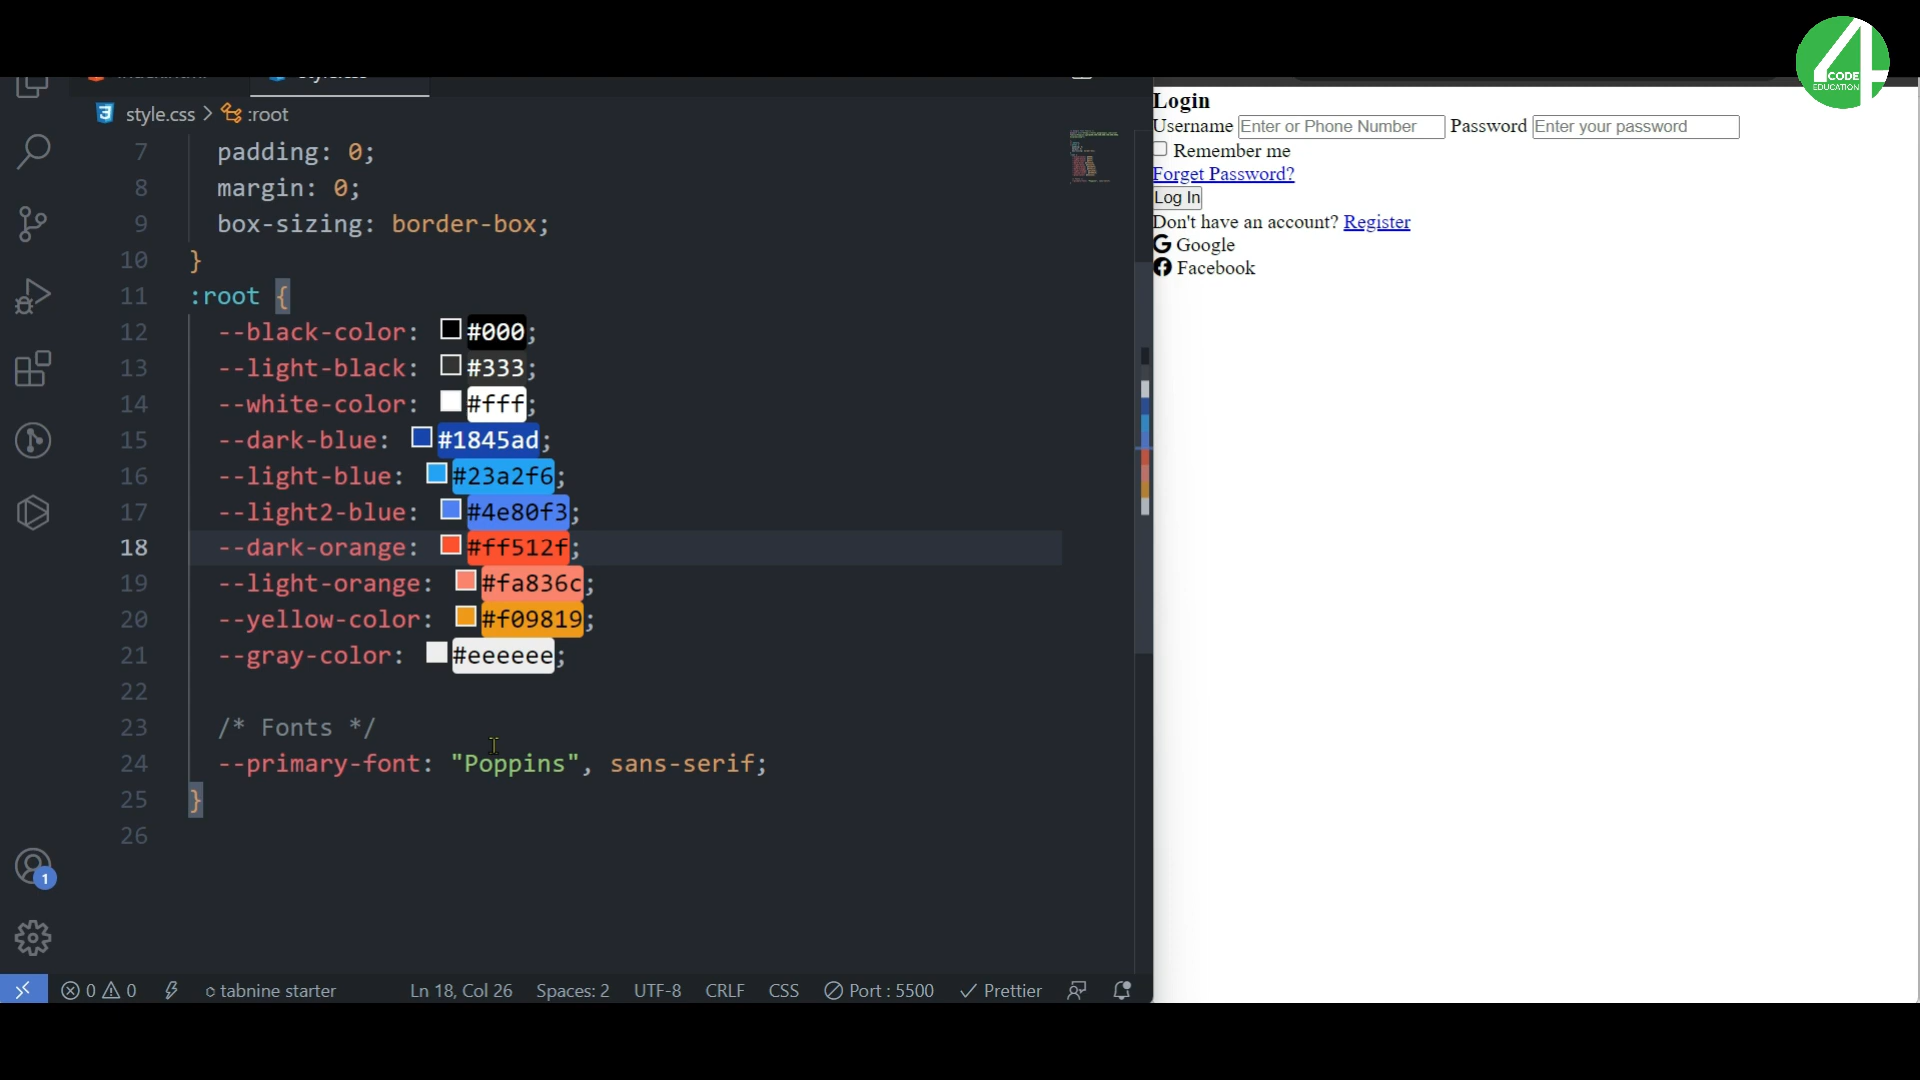 CODE
EDUCATION
style.css
style.css > :root
7 padding: 0;
8 margin: 0;
9 box-sizing: border-box;
10 }
11 :root {
12 --black-color: #000;
13 --light-black: #333;
14 --white-color: #fff;
15 --dark-blue: #1845ad;
16 --light-blue: #23a2f6;
17 --light2-blue: #4e80f3;
18 --dark-orange: #ff512f;
19 --light-orange: #fa836c;
20 --yellow-color: #f09819;
21 --gray-color: #eeeeee;
22
23 /* Fonts */
24 --primary-font: "Poppins", sans-serif;
25 }
26
1
0 0 tabnine starter Ln 18, Col 26 Spaces: 2 UTF-8 CRLF CSS Port : 5500 Prettier
Login
Username Enter or Phone Number Password Enter your password
Remember me
Forget Password?
Log In
Don't have an account? Register
Google
Facebook